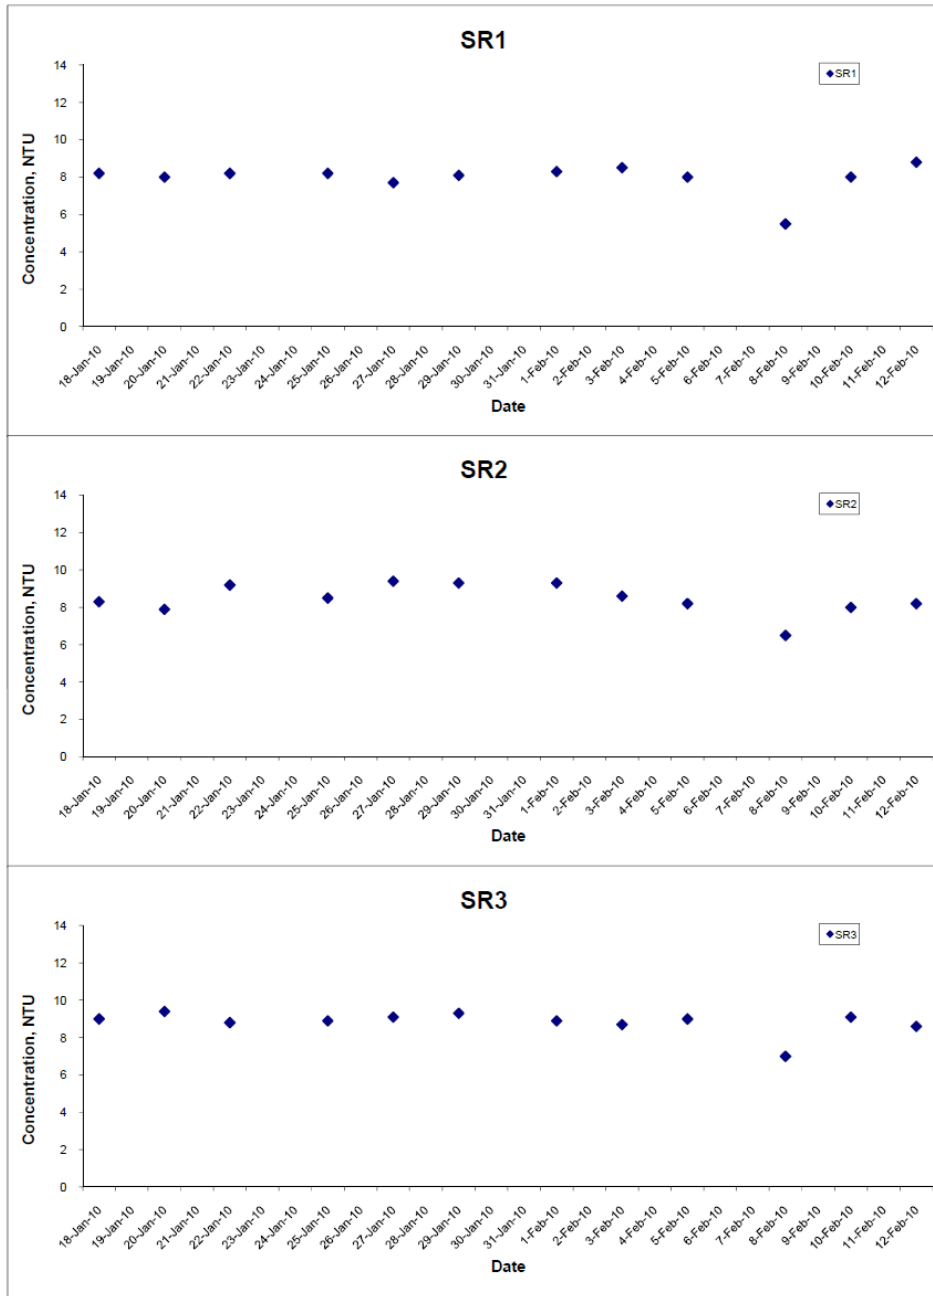 SR1
14
12
10
8
6
4
2
0
Concentration, NTU
SR1
18-Jan-10
19-Jan-10
20-Jan-10
21-Jan-10
22-Jan-10
23-Jan-10
24-Jan-10
25-Jan-10
26-Jan-10
27-Jan-10
28-Jan-10
29-Jan-10
30-Jan-10
31-Jan-10
1-Feb-10
2-Feb-10
3-Feb-10
4-Feb-10
5-Feb-10
6-Feb-10
7-Feb-10
8-Feb-10
9-Feb-10
10-Feb-10
11-Feb-10
12-Feb-10
Date
SR2
14
12
10
8
6
4
2
0
Concentration, NTU
SR2
18-Jan-10
19-Jan-10
20-Jan-10
21-Jan-10
22-Jan-10
23-Jan-10
24-Jan-10
25-Jan-10
26-Jan-10
27-Jan-10
28-Jan-10
29-Jan-10
30-Jan-10
31-Jan-10
1-Feb-10
2-Feb-10
3-Feb-10
4-Feb-10
5-Feb-10
6-Feb-10
7-Feb-10
8-Feb-10
9-Feb-10
10-Feb-10
11-Feb-10
12-Feb-10
Date
SR3
14
12
10
8
6
4
2
0
Concentration, NTU
SR3
18-Jan-10
19-Jan-10
20-Jan-10
21-Jan-10
22-Jan-10
23-Jan-10
24-Jan-10
25-Jan-10
26-Jan-10
27-Jan-10
28-Jan-10
29-Jan-10
30-Jan-10
31-Jan-10
1-Feb-10
2-Feb-10
3-Feb-10
4-Feb-10
5-Feb-10
6-Feb-10
7-Feb-10
8-Feb-10
9-Feb-10
10-Feb-10
11-Feb-10
12-Feb-10
Date